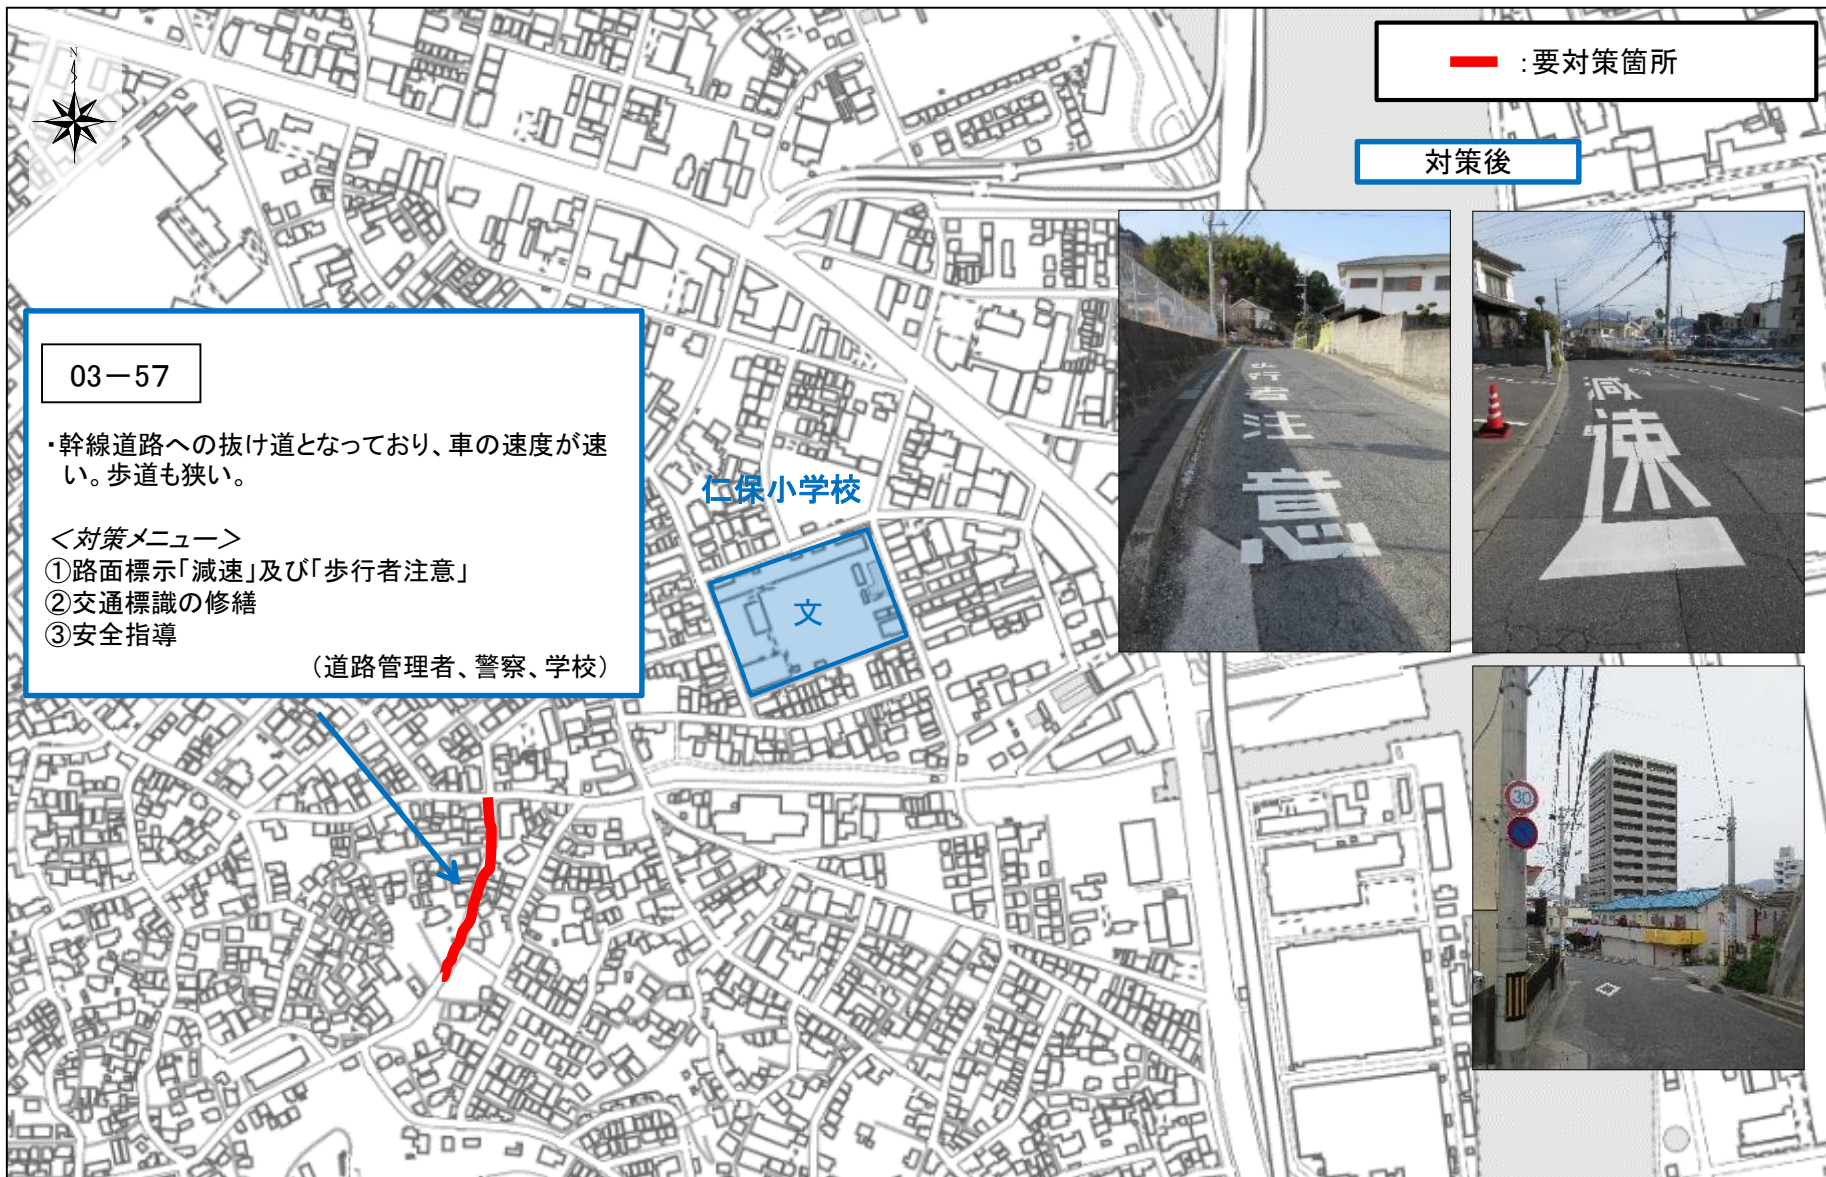 N
:要対策箇所
対策後
03-57
・幹線道路への抜け道となっており、車の速度が速
い。歩道も狭い。
<対策メニュー>
①路面標示「減速」及び「歩行者注意」
②交通標識の修繕
③安全指導
(道路管理者、警察、学校)
仁保小学校
文
注
意
減
速
30